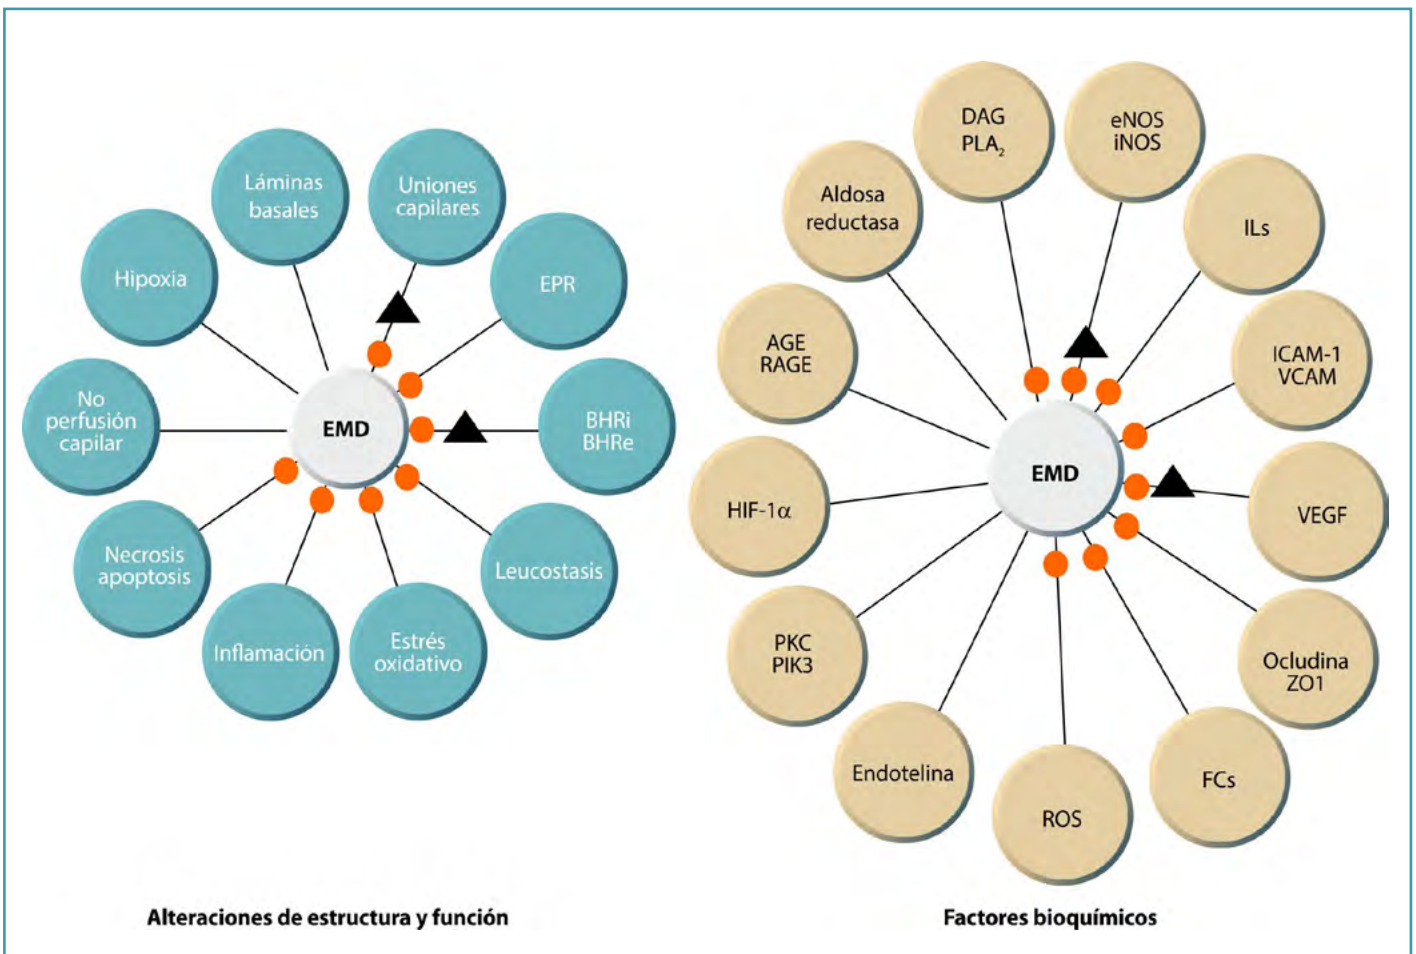 Láminas
basales
Uniones
capilares
Hipoxia
EPR
No
perfusión
capilar
EMD
BHRi
BHRe
Necrosis
apoptosis
Leucostasis
Inflamación
Estrés
oxidativo
Alteraciones de estructura y función
DAG
PLA₂
eNOS
iNOS
Aldosa
reductasa
ILs
AGE
RAGE
ICAM-1
VCAM
EMD
HIF-1α
VEGF
PKC
PIK3
Ocludina
ZO1
Endotelina
FCs
ROS
Factores bioquímicos